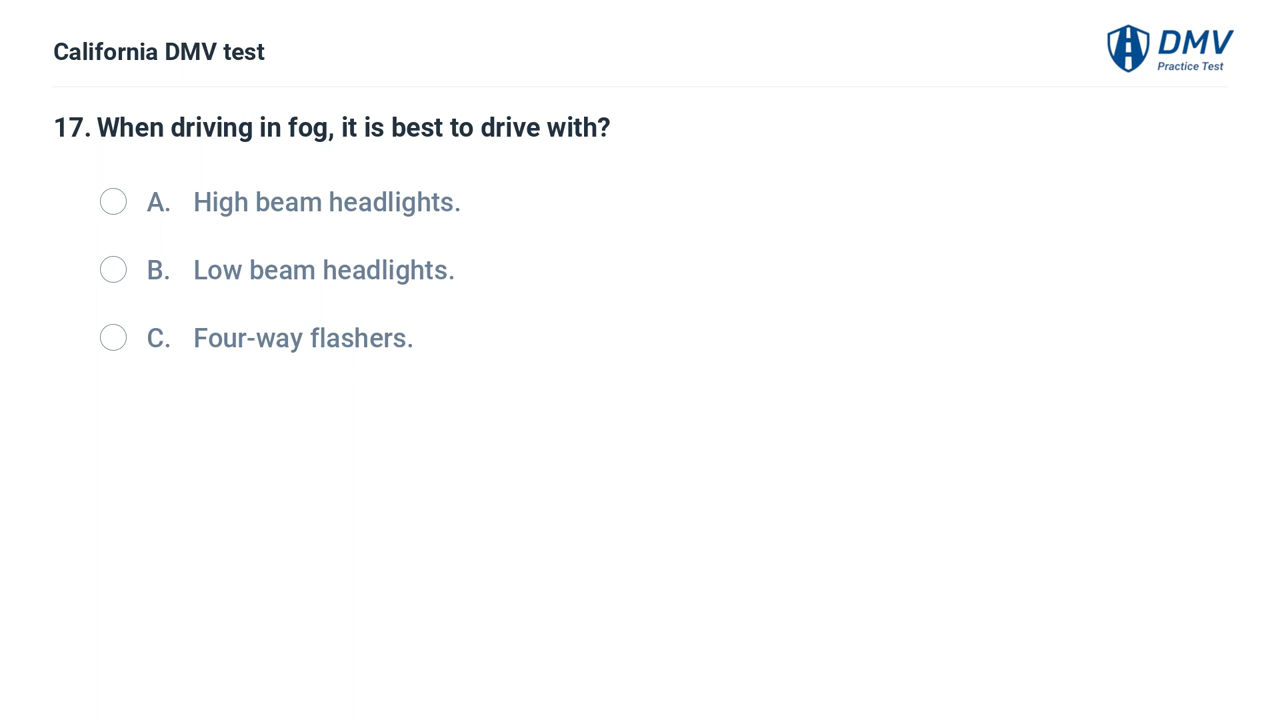 California DMV test
DMV
Practice Test
17. When driving in fog, it is best to drive with?
A. High beam headlights.
B. Low beam headlights.
C. Four-way flashers.